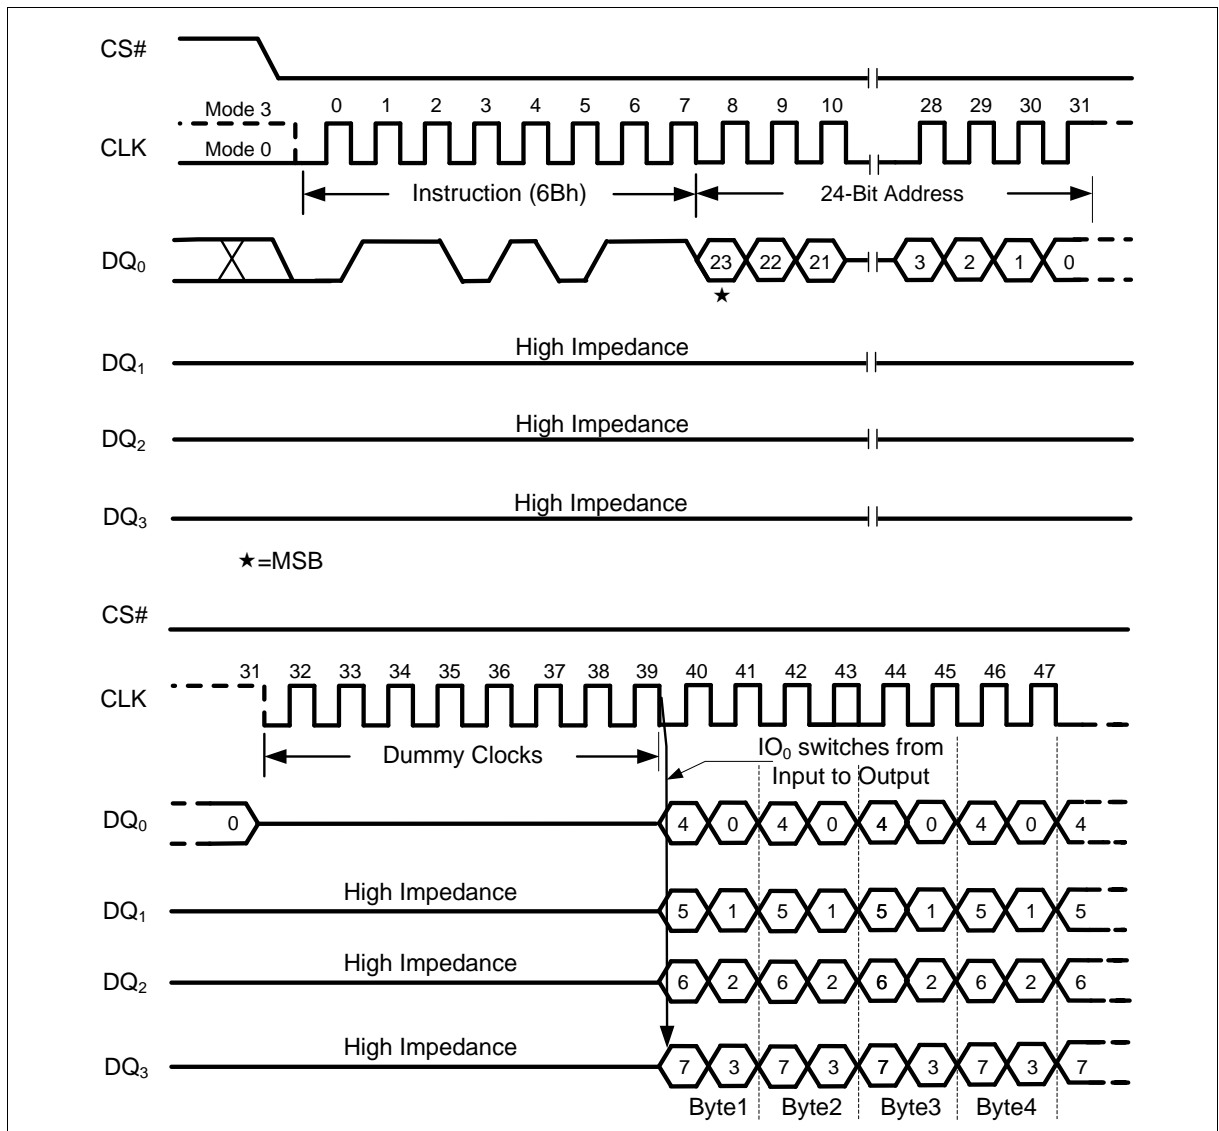 CS#
Mode 3 0 1 2 3 4 5 6 7 8 9 10 28 29 30 31
CLK Mode 0
Instruction (6Bh) 24-Bit Address
DQ0 23 22 21 3 2 1 0
★
High Impedance
DQ1
High Impedance
DQ2
High Impedance
DQ3
★=MSB
CS#
31 32 33 34 35 36 37 38 39 40 41 42 43 44 45 46 47
CLK
Dummy Clocks
IO0 switches from
Input to Output
DQ0 0 4 0 4 0 4 0 4 0 4
High Impedance
DQ1 5 1 5 1 5 1 5 1 5
High Impedance
DQ2 6 2 6 2 6 2 6 2 6
High Impedance
DQ3 7 3 7 3 7 3 7 3 7
Byte1 Byte2 Byte3 Byte4